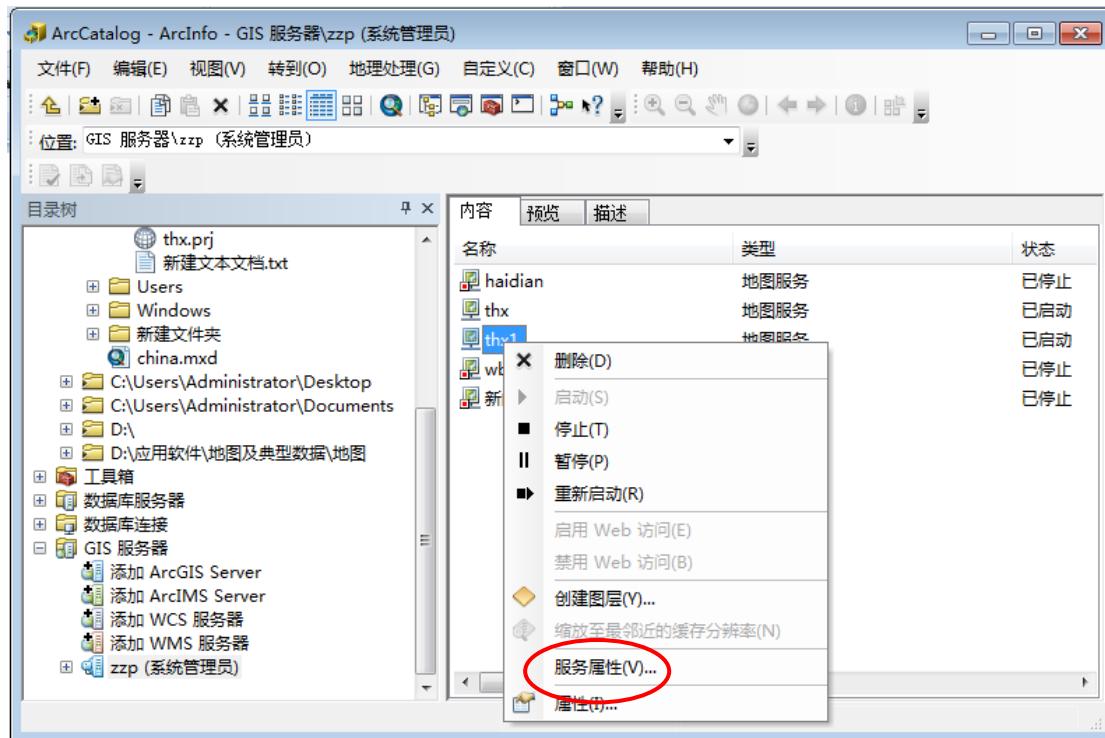 ArcCatalog - ArcInfo - GIS 服务器\zzp (系统管理员)
文件(F) 编辑(E) 视图(V) 转到(O) 地理处理(G) 自定义(C) 窗口(W) 帮助(H)
位置: GIS 服务器\zzp (系统管理员)
目录树
thx.prj
新建文本文档.txt
Users
Windows
新建文件夹
china.mxd
C:\Users\Administrator\Desktop
C:\Users\Administrator\Documents
D:\
D:\应用软件\地图及典型数据\地图
工具箱
数据库服务器
数据库连接
GIS 服务器
添加 ArcGIS Server
添加 ArcIMS Server
添加 WCS 服务器
添加 WMS 服务器
zzp (系统管理员)
内容 预览 描述
名称 类型 状态
haidian 地图服务 已停止
thx 地图服务 已启动
thx1 地图服务 已启动
已停止
新 已停止
删除(D)
启动(S)
停止(T)
暂停(P)
重新启动(R)
启用 Web 访问(E)
禁用 Web 访问(B)
创建图层(Y)...
缩放至最邻近的缓存分辨率(N)
服务属性(V)...
属性(I)...